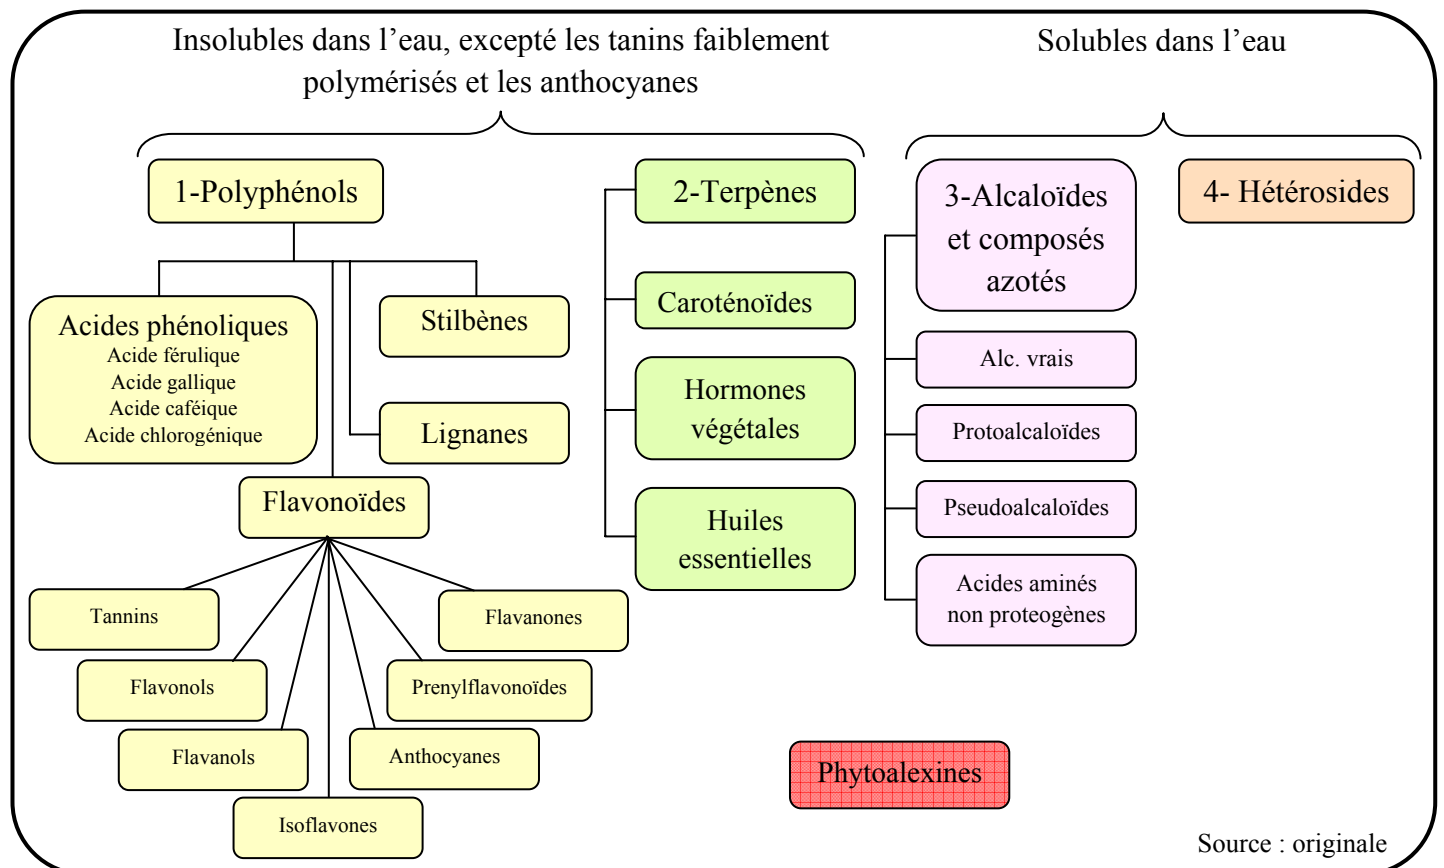 Insolubles dans l’eau, excepté les tanins faiblement
polymérisés et les anthocyanes
Solubles dans l’eau
1-Polyphénols
Acides phénoliques
Acide férulique
Acide gallique
Acide caféique
Acide chlorogénique
Stilbènes
Lignanes
Flavonoïdes
Tannins
Flavonols
Flavanols
Isoflavones
Anthocyanes
Prenylflavonoïdes
Flavanones
2-Terpènes
Caroténoïdes
Hormones
végétales
Huiles
essentielles
3-Alcaloïdes
et composés
azotés
Alc. vrais
Protoalcaloïdes
Pseudoalcaloïdes
Acides aminés
non proteogènes
4- Hétérosides
Phytoalexines
Source : originale